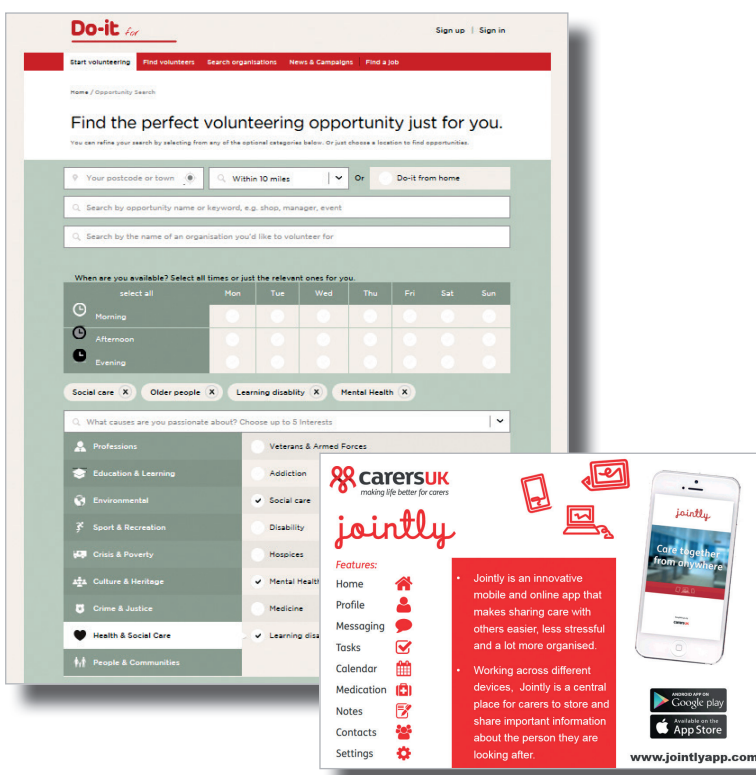 Do-it for
Sign up | Sign in
Start volunteering Find volunteers Search organisations News & Campaigns Find a job
Home / Opportunity Search
Find the perfect volunteering opportunity just for you.
You can refine your search by selecting from any of the optional categories below. Or just choose a location to find opportunities.
Your postcode or town Within 10 miles Or Do-it from home
Search by opportunity name or keyword, e.g. shop, manager, event
Search by the name of an organisation you'd like to volunteer for
When are you available? Select all times or just the relevant ones for you.
select all Mon Tue Wed Thu Fri Sat Sun
Morning
Afternoon
Evening
Social care X Older people X Learning disablity X Mental Health X
What causes are you passionate about? Choose up to 5 Interests
Professions
Education & Learning
Environmental
Sport & Recreation
Crisis & Poverty
Culture & Heritage
Crime & Justice
Health & Social Care
People & Communities
Veterans & Armed Forces
Addiction
Social care
Disability
Hospices
Mental Health
Medicine
Learning disa
carersUK
making life better for carers
jointly
Features:
Home
Profile
Messaging
Tasks
Calendar
Medication
Notes
Contacts
Settings
• Jointly is an innovative
mobile and online app that
makes sharing care with
others easier, less stressful
and a lot more organised.
• Working across different
devices, Jointly is a central
place for carers to store and
share important information
about the person they are
looking after.
jointly
Care together
from anywhere
carersUK
ANDROID APP ON
Google play
Available on the
App Store
www.jointlyapp.com